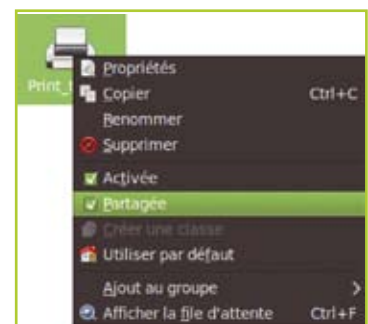 Print_
Propriétés
Copier Ctrl+C
Renommer
Supprimer
Activée
Partagée
Créer une classe
Utiliser par défaut
Ajout au groupe
Afficher la file d'attente Ctrl+F